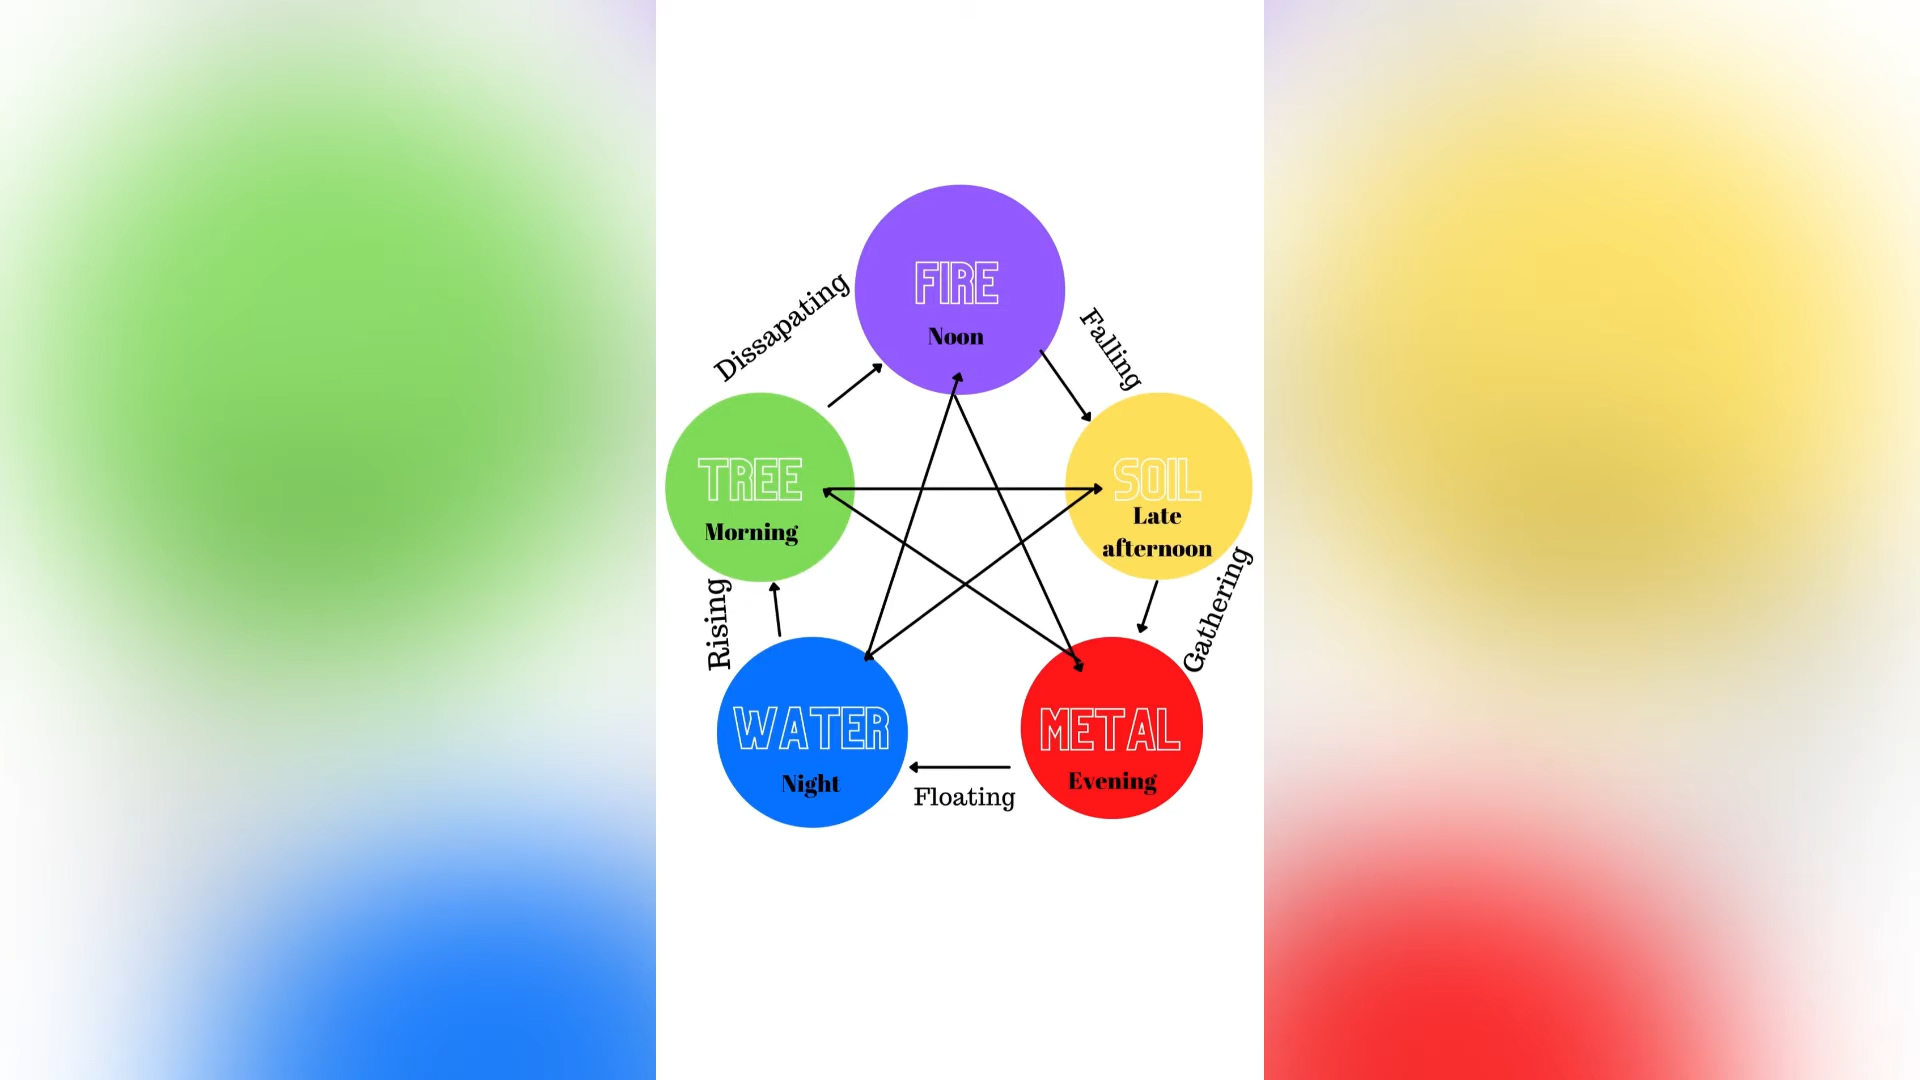 FIRE
Noon
Dissapating
Falling
TREE
Morning
SOIL
Late
afternoon
Rising
Gathering
WATER
Night
METAL
Evening
Floating